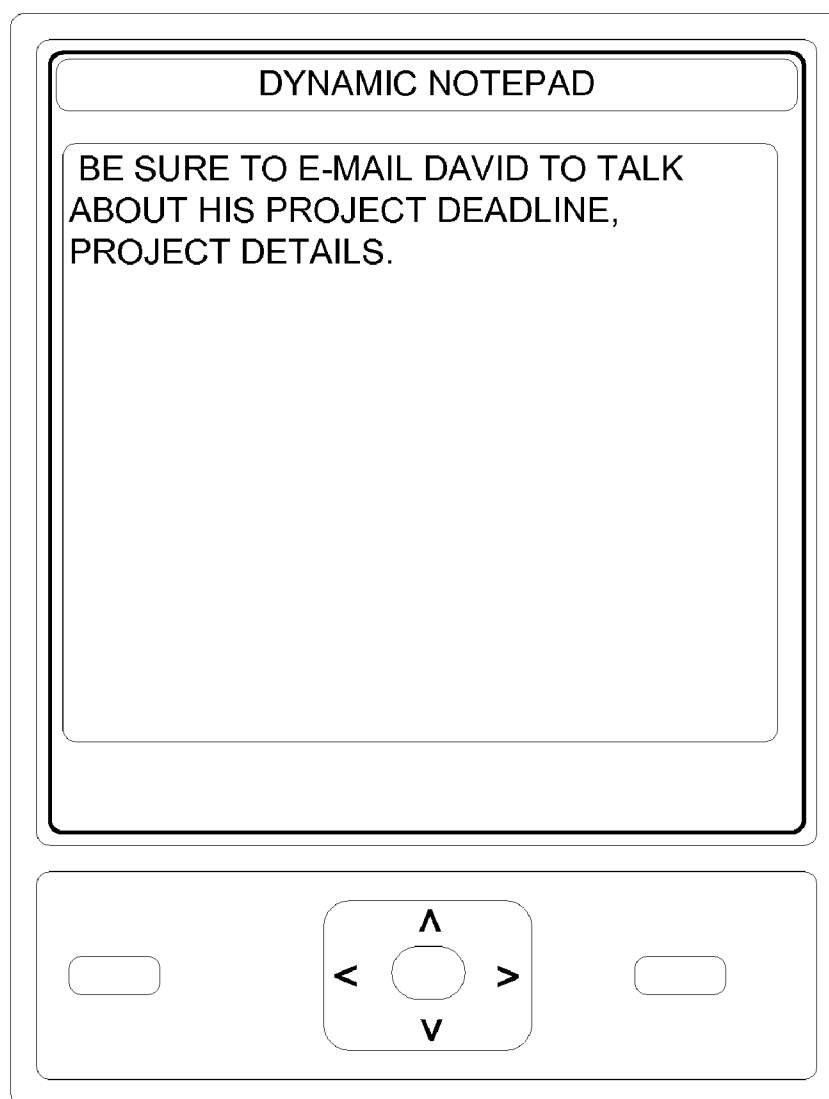 DYNAMIC NOTEPAD
BE SURE TO E-MAIL DAVID TO TALK
ABOUT HIS PROJECT DEADLINE,
PROJECT DETAILS.
Λ
< >
V